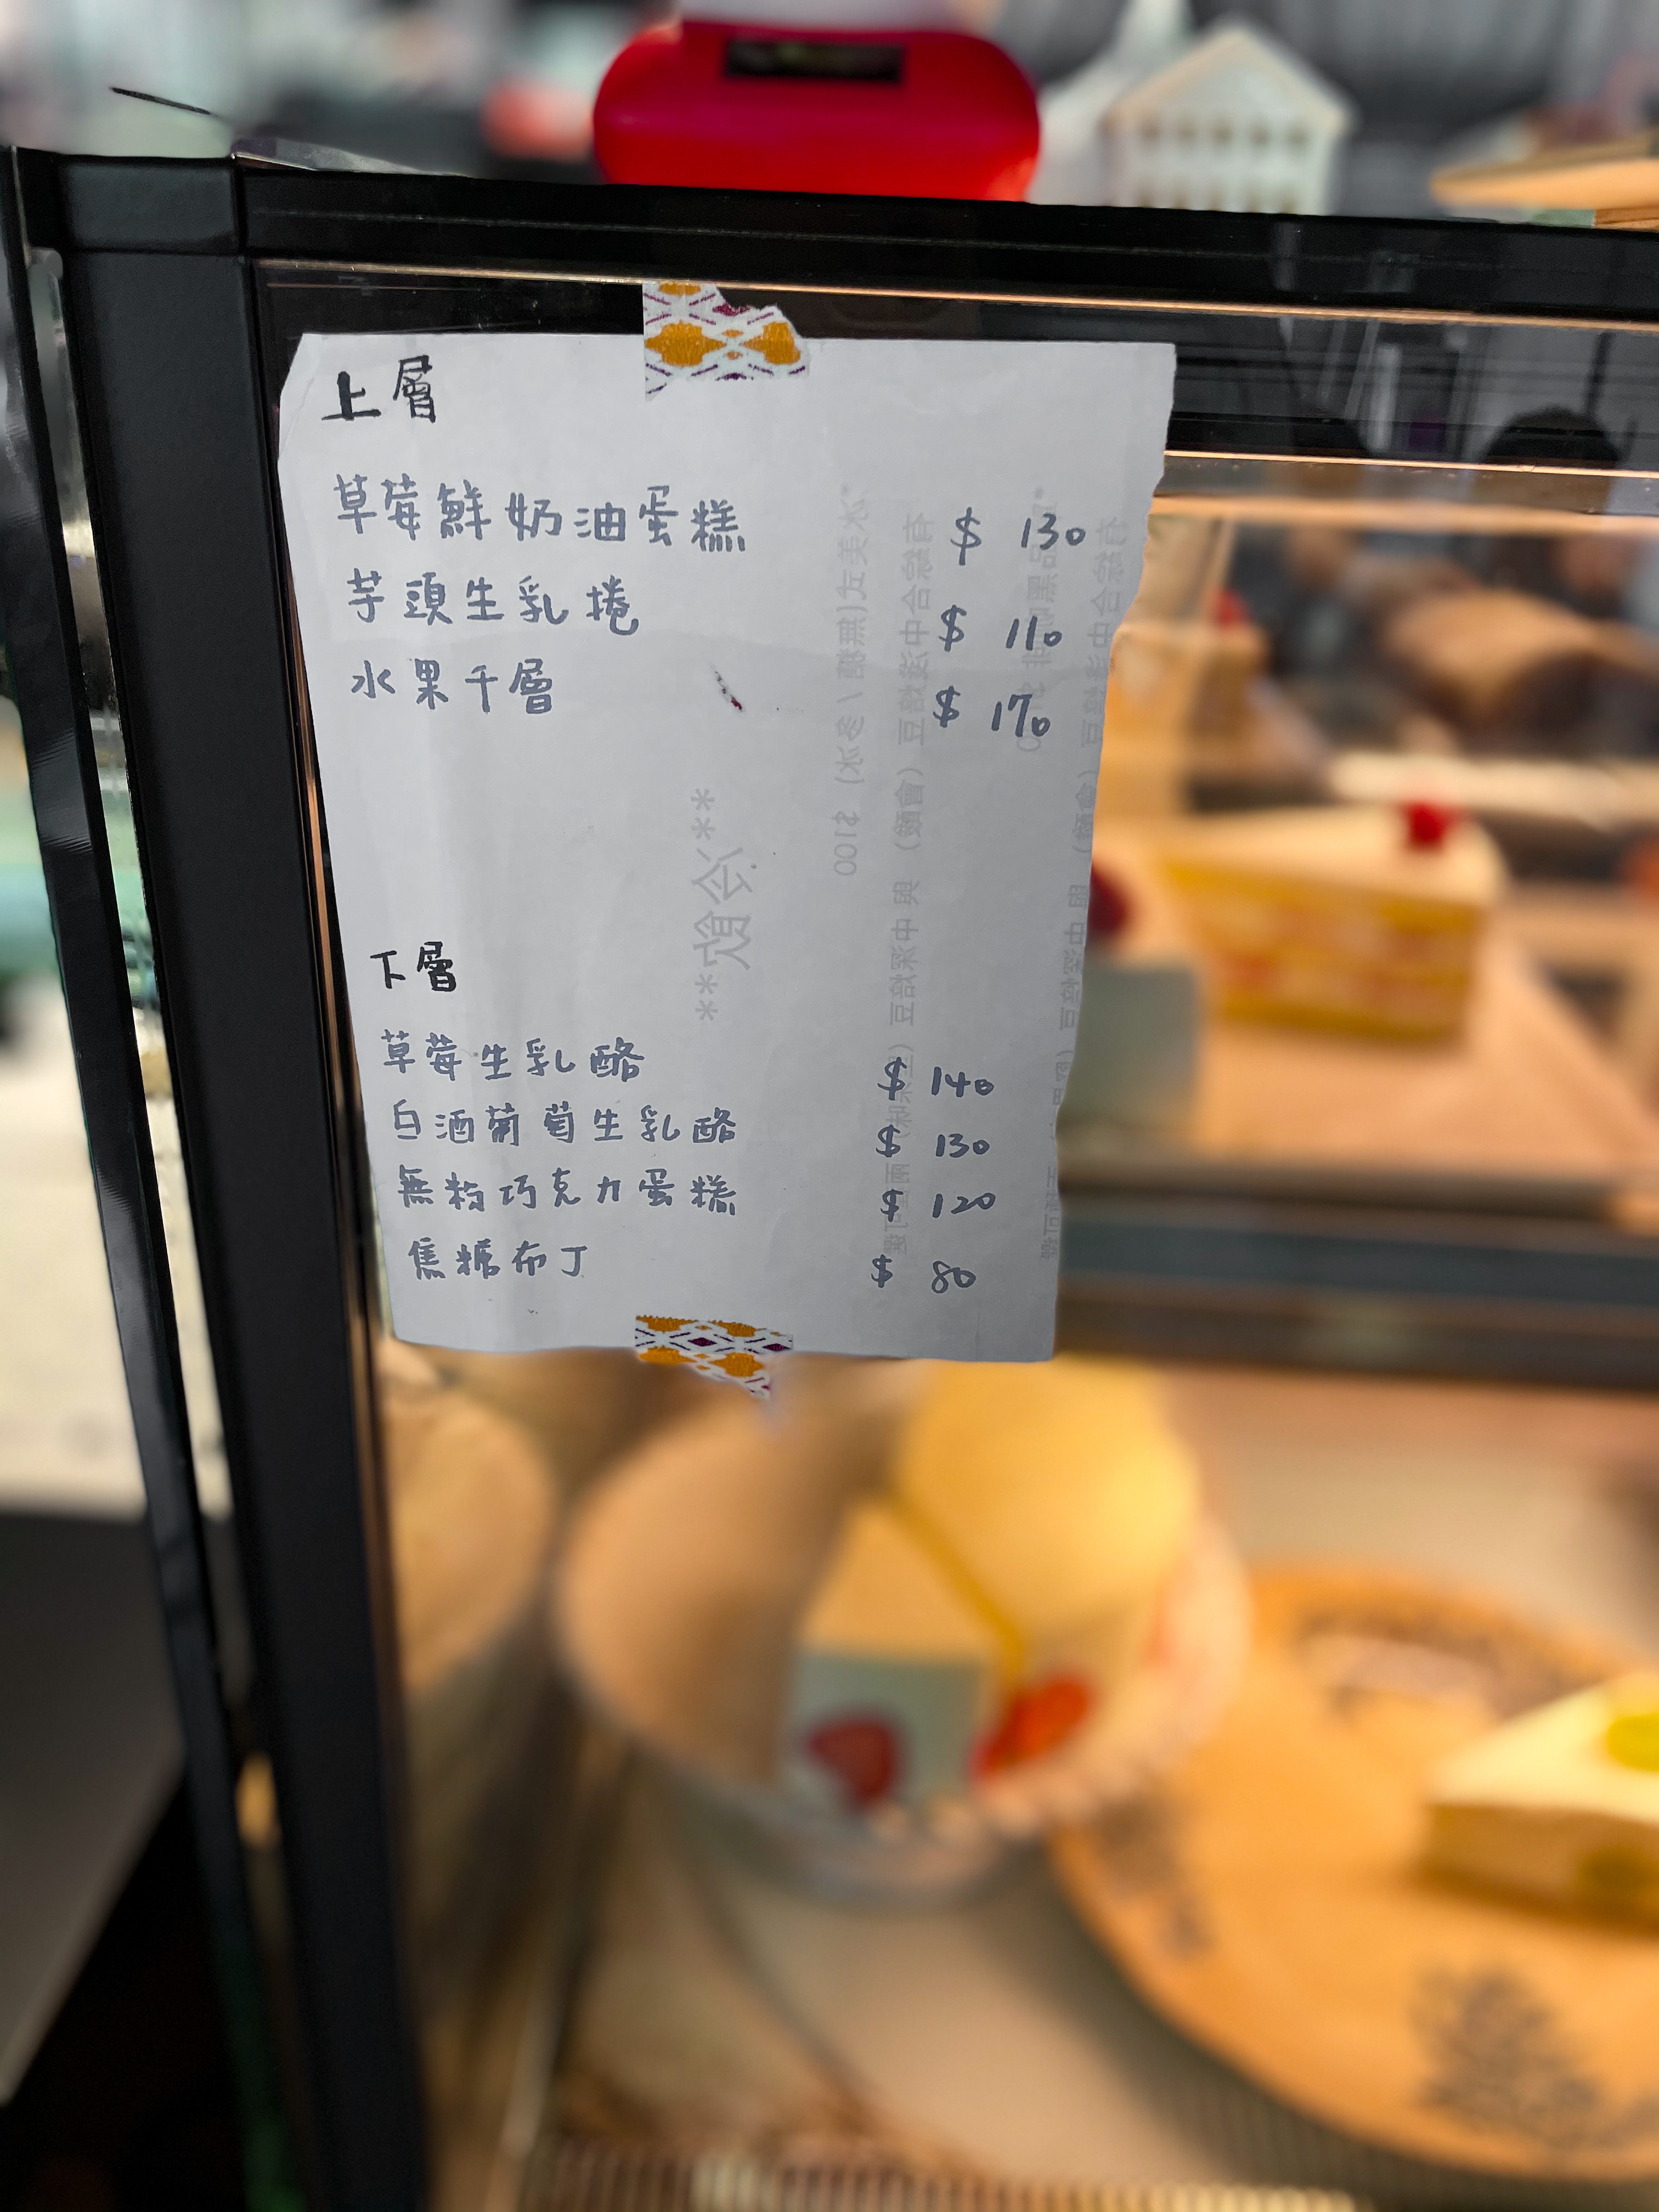 上層
草莓鮮奶油蛋糕 $ 130
芋頭生乳捲 $ 110
水果千層 $ 170
下層
草莓生乳酪 $ 140
白酒葡萄生乳酪 $ 130
無粉巧克力蛋糕 $ 120
焦糖布丁 $ 80